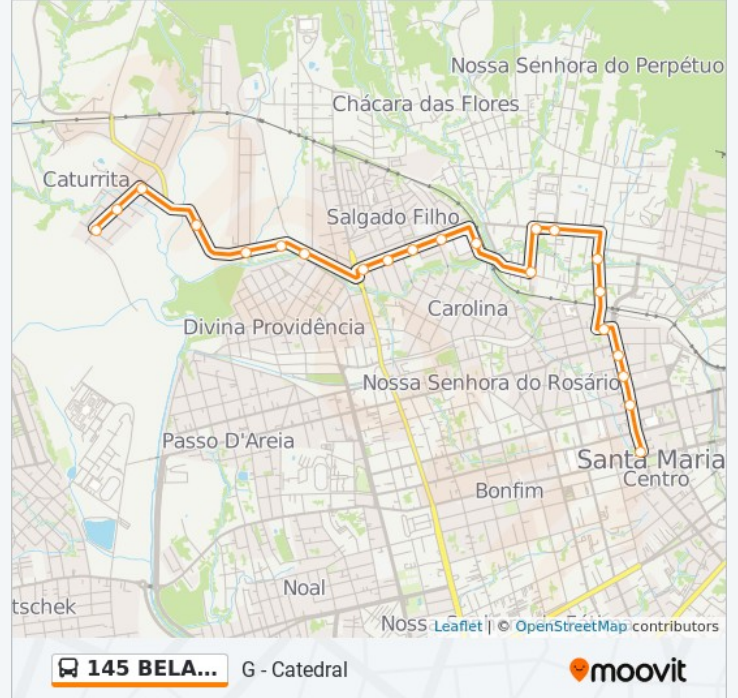 Nossa Senhora do Perpétuo
Chácara das Flores
Caturrita
Salgado Filho
Carolina
Divina Providência
Nossa Senhora do Rosário
Passo D'Areia
Santa Maria
Centro
Bonfim
Noal
tschek
Noss
Leaflet | © OpenStreetMap contributors
145 BELA... G - Catedral moovit